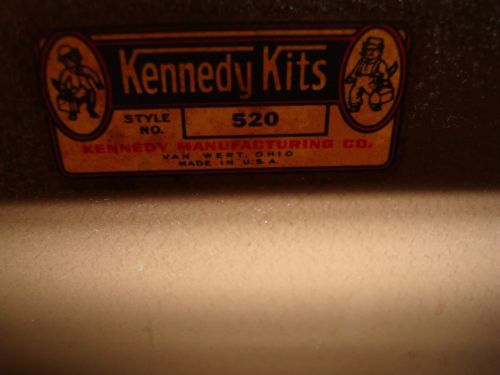 Kennedy Kits
STYLE NO. 520
KENNEDY MANUFACTURING CO.
VAN WERT, OHIO
MADE IN U.S.A.